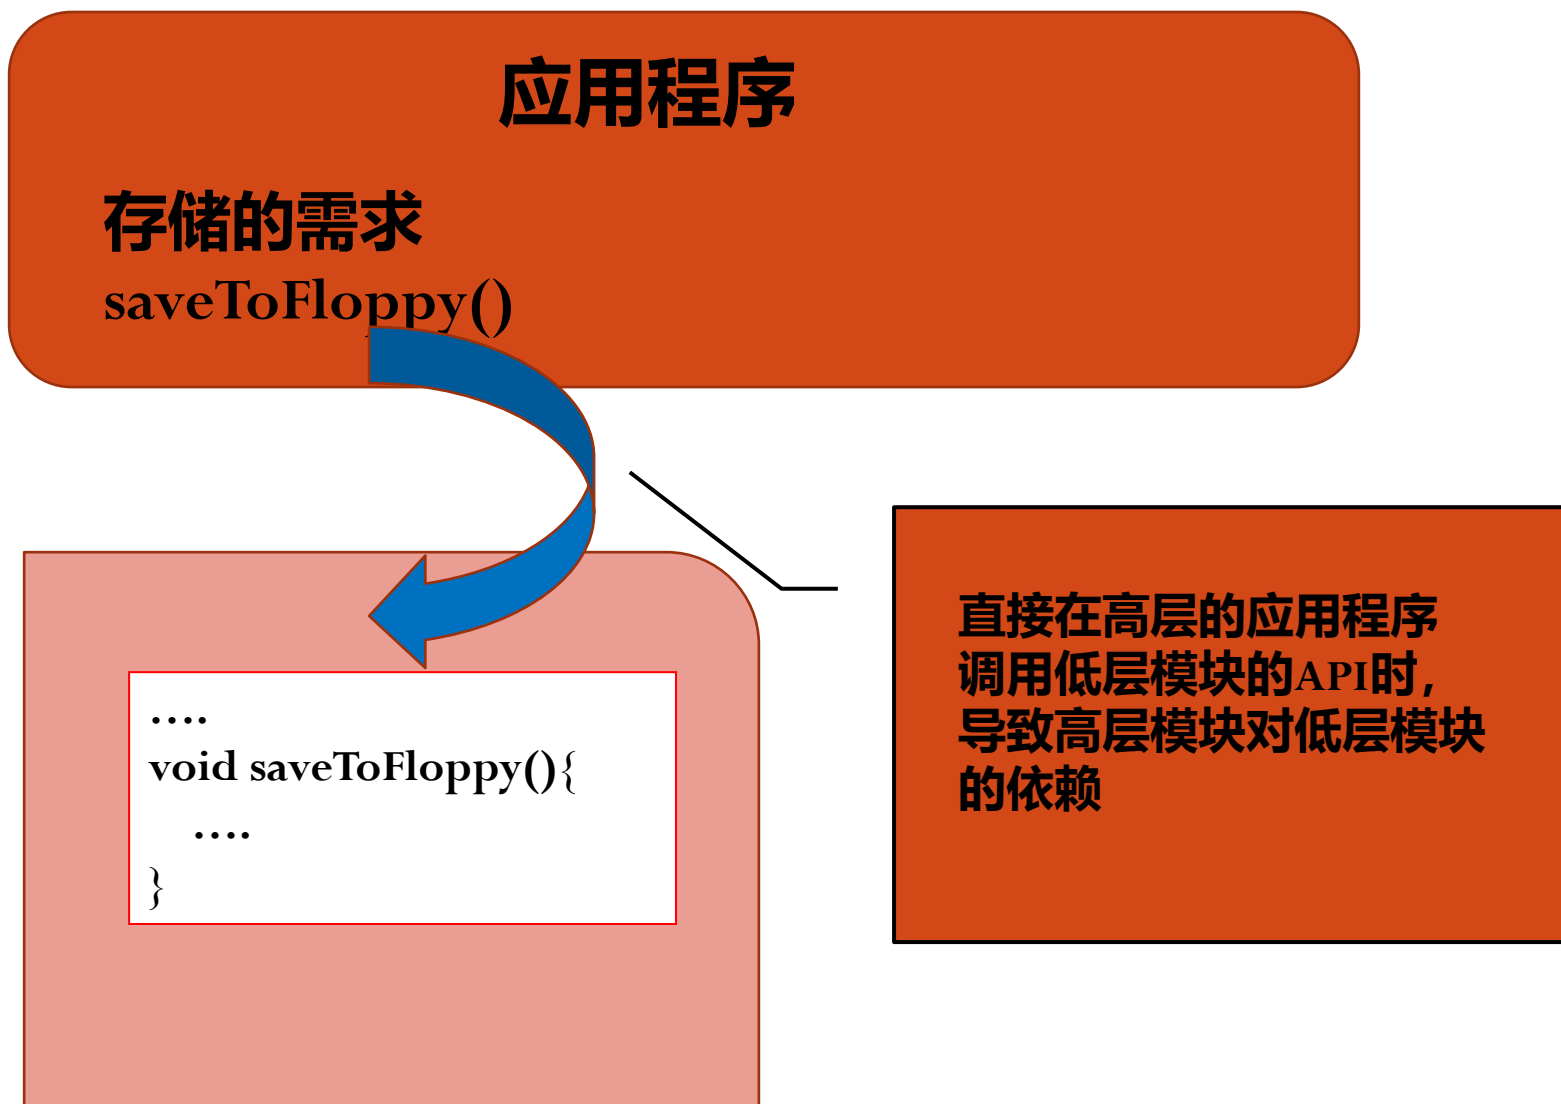 应用程序
存储的需求
saveToFloppy()
….
void saveToFloppy(){
….
}
直接在高层的应用程序
调用低层模块的API时，
导致高层模块对低层模块
的依赖